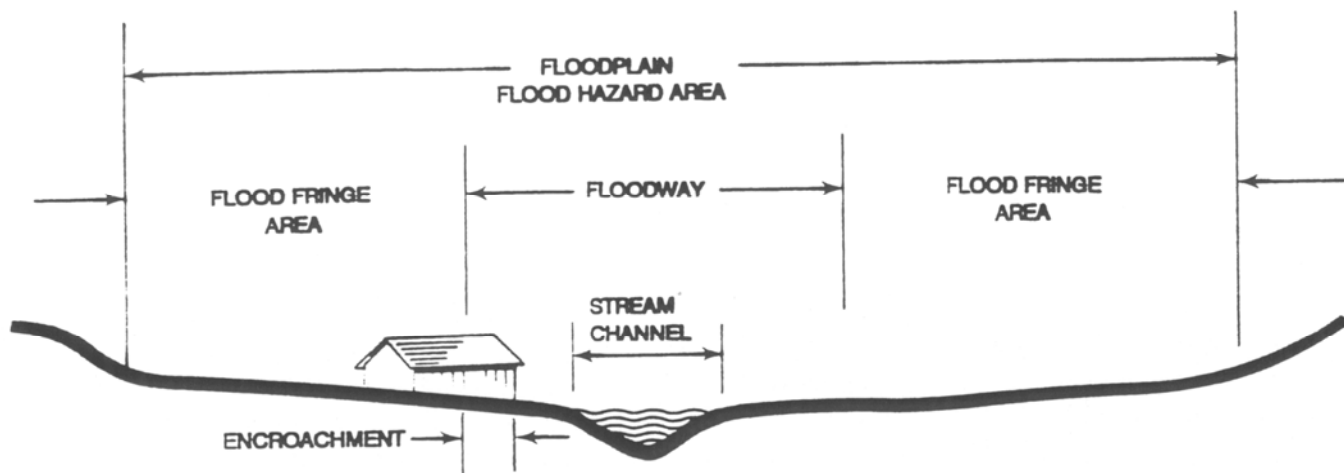 FLOODPLAIN
FLOOD HAZARD AREA
FLOOD FRINGE
AREA
FLOODWAY
FLOOD FRINGE
AREA
STREAM
CHANNEL
ENCROACHMENT